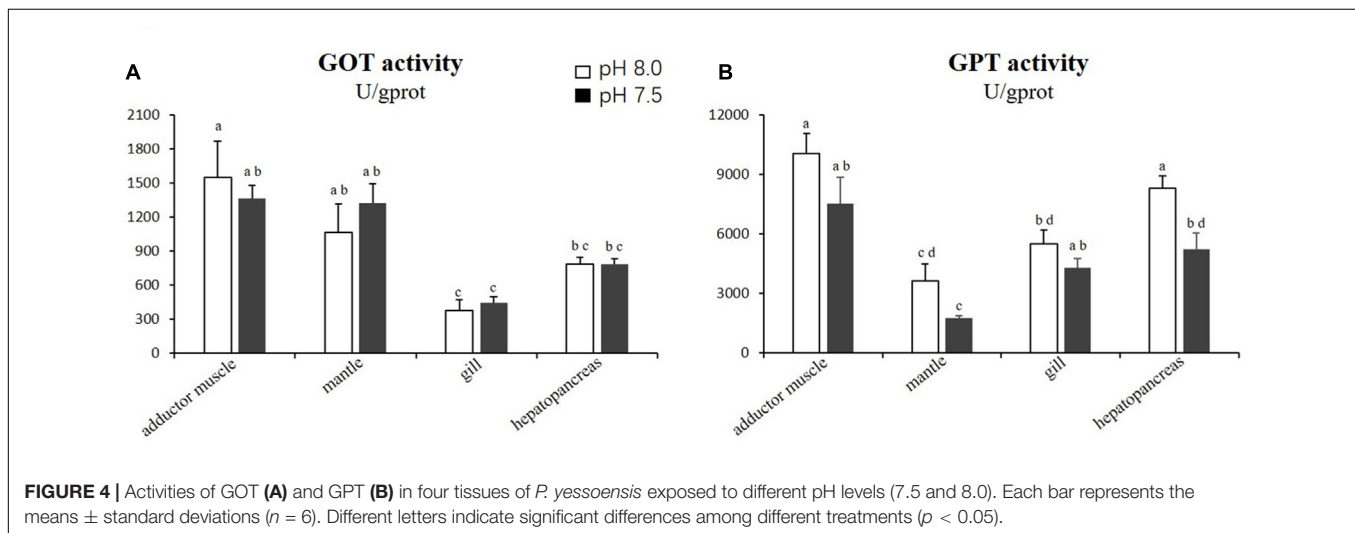 A
GOT activity
U/gprot
pH 8.0
pH 7.5
2100
1800
1500
1200
900
600
300
0
a
a b
a b
a b
c
c
b c
b c
adductor muscle
mantle
gill
hepatopancreas
B
GPT activity
U/gprot
12000
9000
6000
3000
0
a
a b
c d
c
b d
a b
a
b d
adductor muscle
mantle
gill
hepatopancreas
FIGURE 4 | Activities of GOT (A) and GPT (B) in four tissues of P. yessoensis exposed to different pH levels (7.5 and 8.0). Each bar represents the
means ± standard deviations (n = 6). Different letters indicate significant differences among different treatments (p < 0.05).